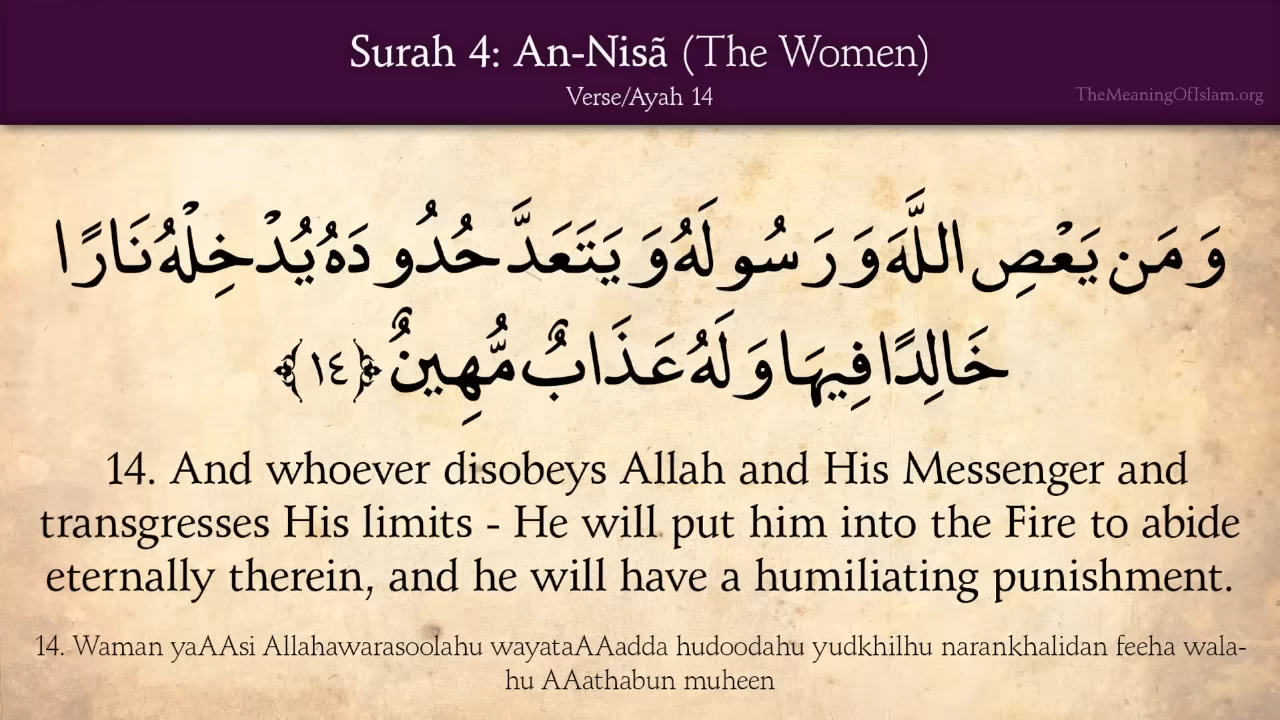 Surah 4: An-Nisã (The Women)
Verse/Ayah 14
TheMeaningOfIslam.org
وَمَن يَعْصِ اللَّهَ وَرَسُولَهُ وَيَتَعَدَّ حُدُودَهُ يُدْخِلْهُ نَارًا
خَالِدًا فِيهَا وَلَهُ عَذَابٌ مُّهِينٌ ﴿١٤﴾
14. And whoever disobeys Allah and His Messenger and
transgresses His limits - He will put him into the Fire to abide
eternally therein, and he will have a humiliating punishment.
14. Waman yaAAsi Allahawarasoolahu wayataAAadda hudoodahu yudkhilhu narankhalidan feeha wala-
hu AAathabun muheen